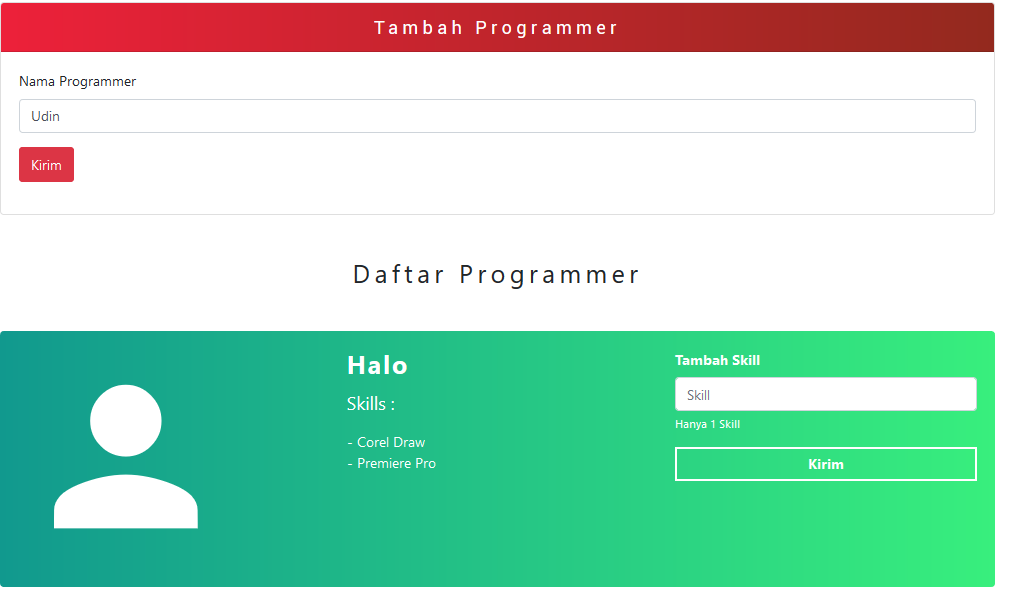 Tambah Programmer
Nama Programmer
Udin
Kirim
Daftar Programmer
Halo
Skills :
- Corel Draw
- Premiere Pro
Tambah Skill
Skill
Hanya 1 Skill
Kirim